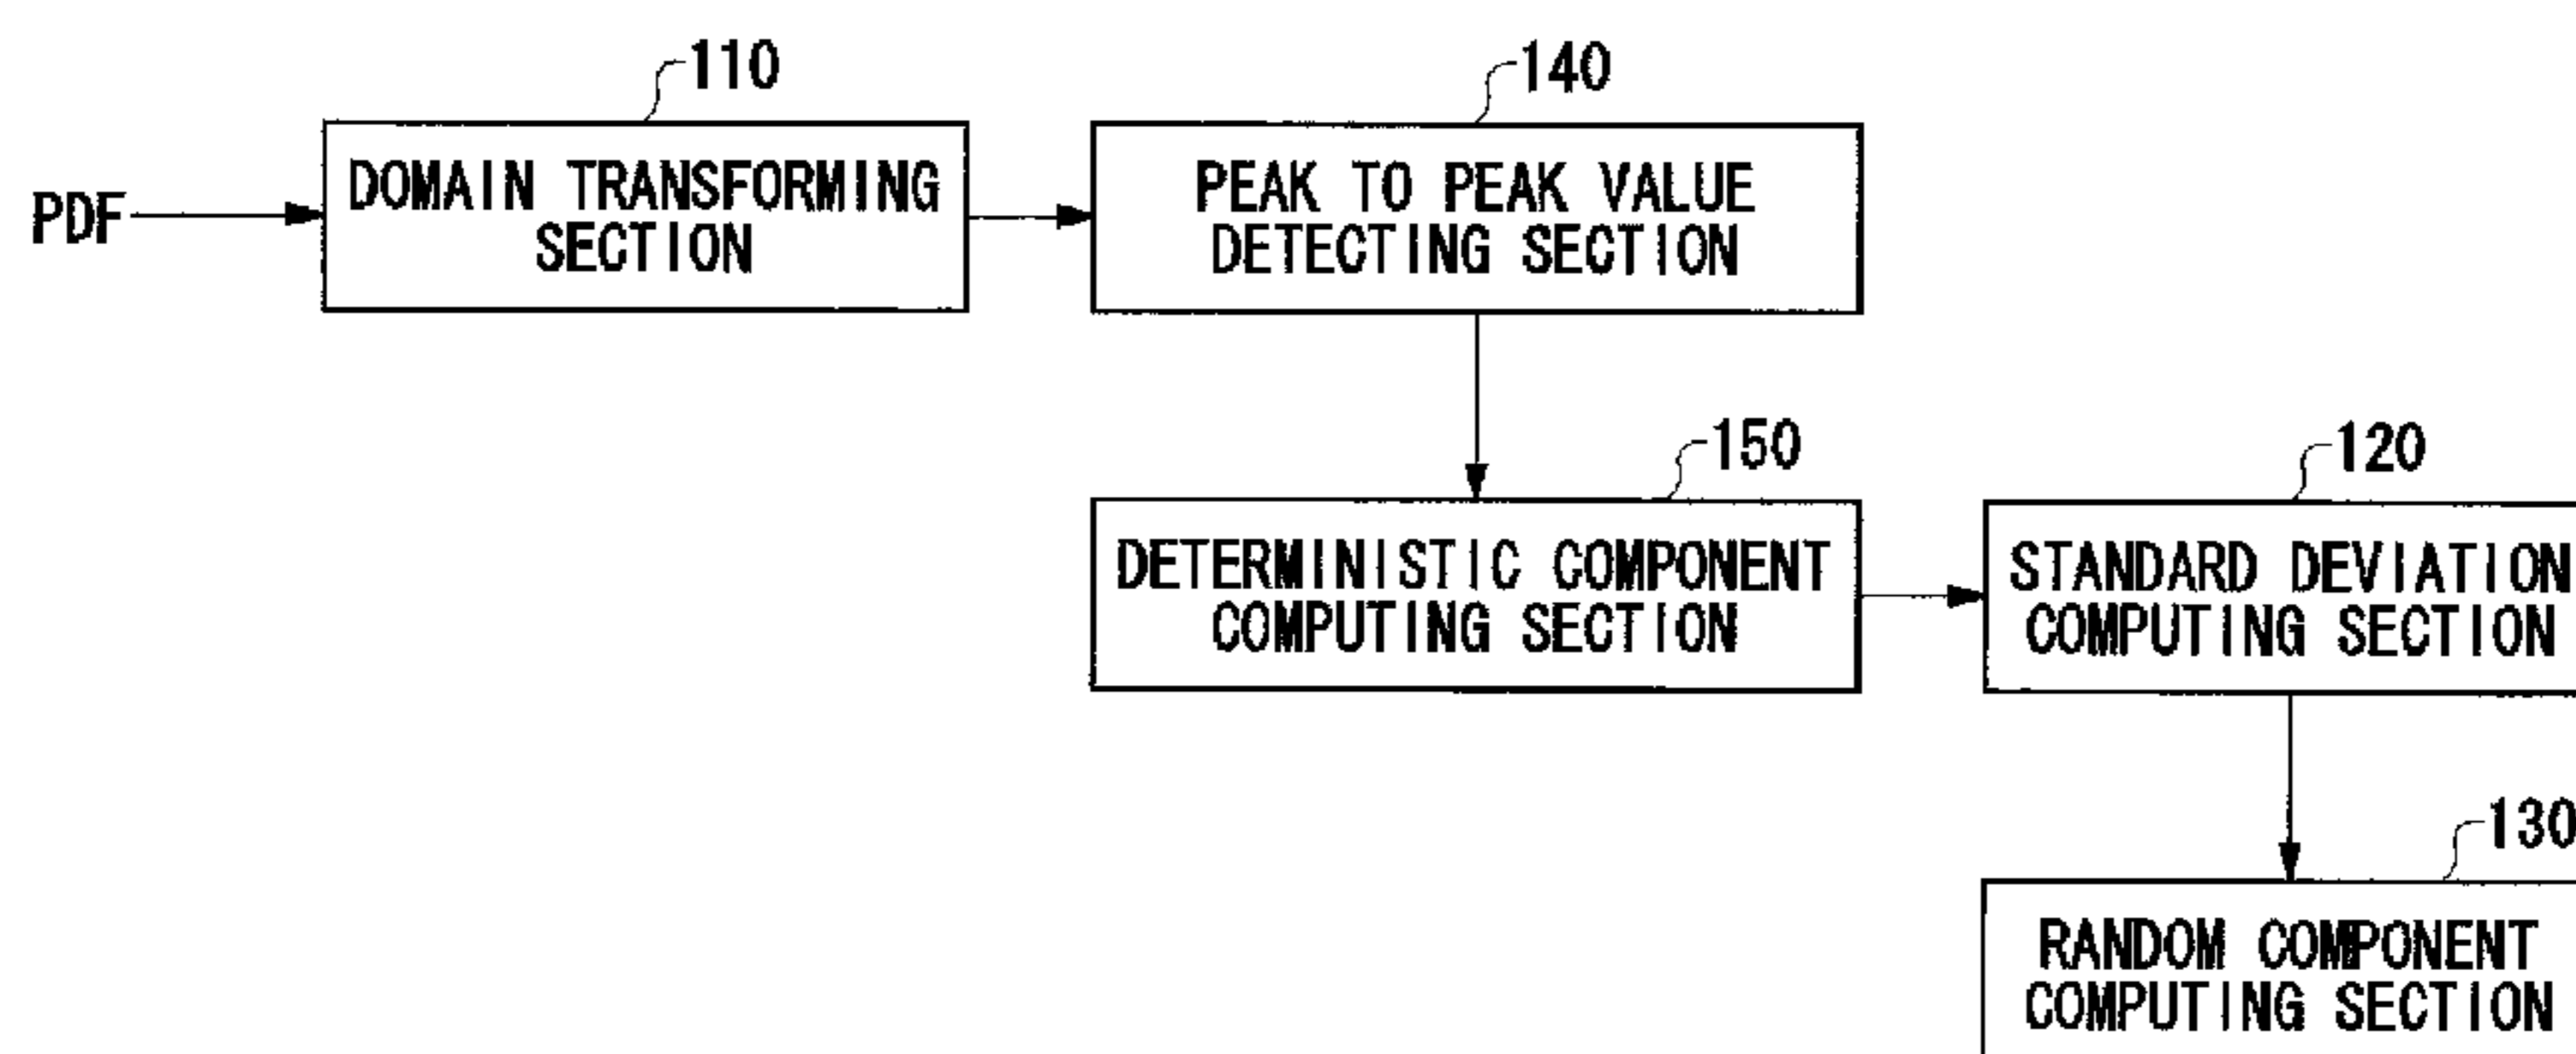 110
140
PDF
DOMAIN TRANSFORMING
SECTION
PEAK TO PEAK VALUE
DETECTING SECTION
150
120
DETERMINISTIC COMPONENT
COMPUTING SECTION
STANDARD DEVIATION
COMPUTING SECTION
130
RANDOM COMPONENT
COMPUTING SECTION